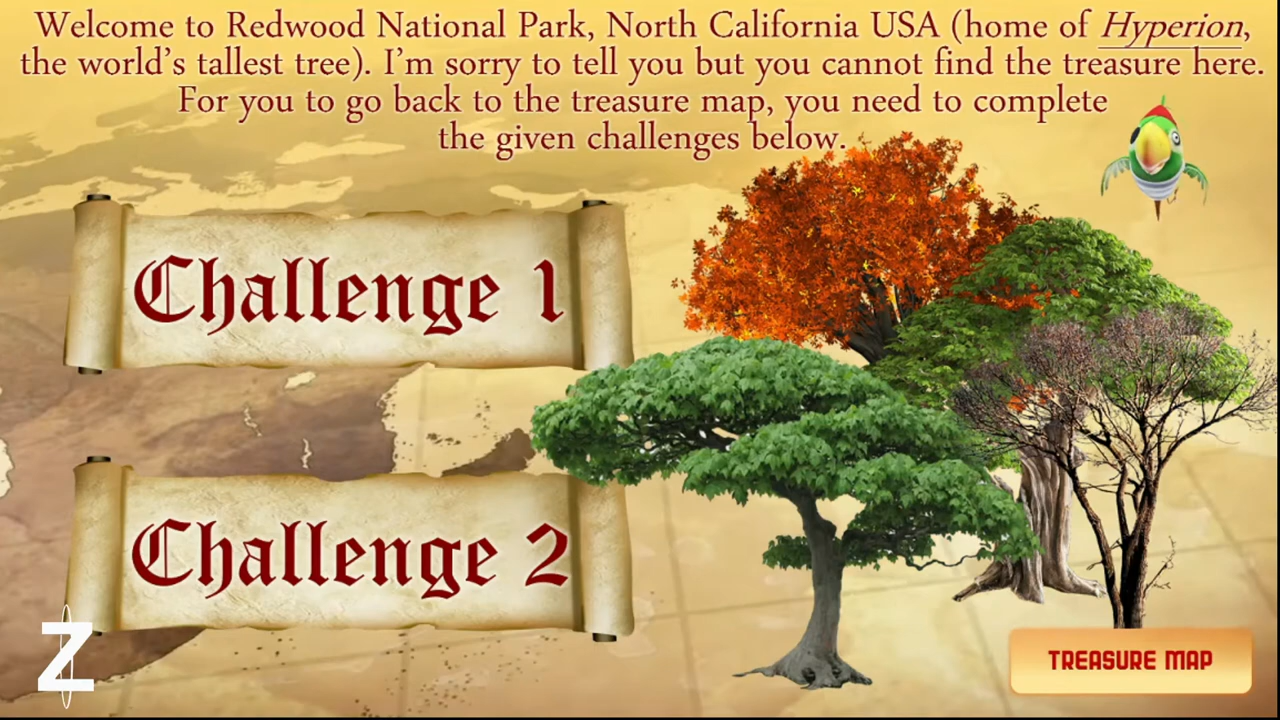 Welcome to Redwood National Park, North California USA (home of Hyperion,
the world's tallest tree). I'm sorry to tell you but you cannot find the treasure here.
For you to go back to the treasure map, you need to complete
the given challenges below.
Challenge 1
Challenge 2
Z
TREASURE MAP